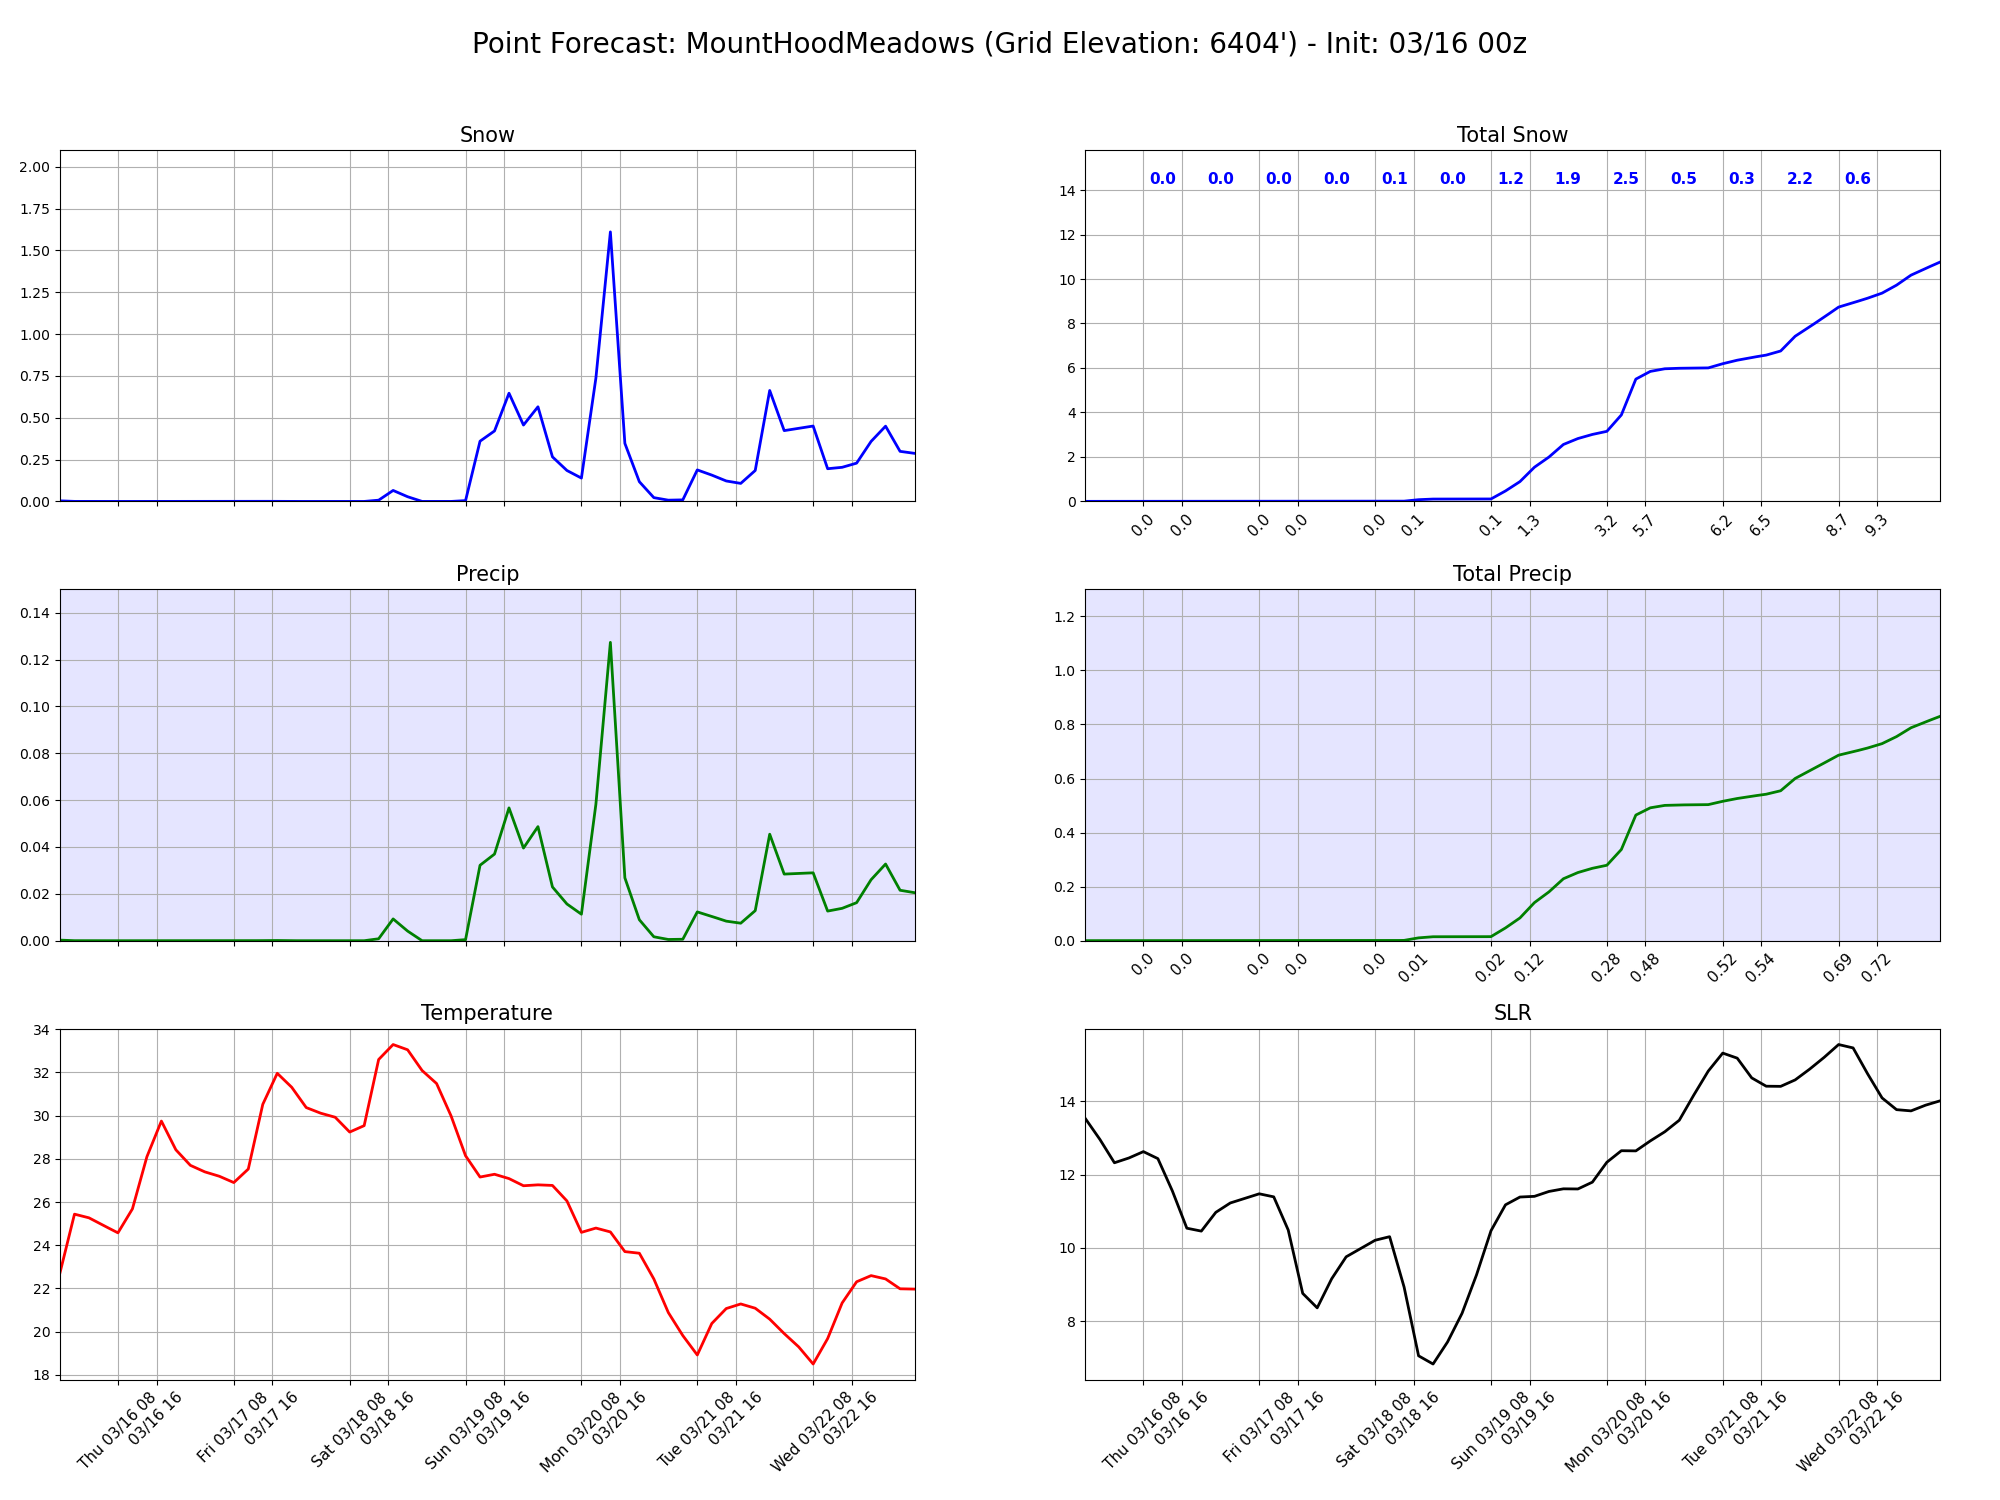 Point Forecast: MountHoodMeadows (Grid Elevation: 6404') - Init: 03/16 00z
Snow
2.00
1.75
1.50
1.25
1.00
0.75
0.50
0.25
0.00
Total Snow
0.0 0.0 0.0 0.0 0.1 0.0 1.2 1.9 2.5 0.5 0.3 2.2 0.6
14
12
10
8
6
4
2
0
0.0 0.0 0.0 0.0 0.0 0.1 0.1 1.3 3.2 5.7 6.2 6.5 8.7 9.3
Precip
0.14
0.12
0.10
0.08
0.06
0.04
0.02
0.00
Total Precip
1.2
1.0
0.8
0.6
0.4
0.2
0.0
0.0 0.0 0.0 0.0 0.0 0.01 0.02 0.12 0.28 0.48 0.52 0.54 0.69 0.72
Temperature
34
32
30
28
26
24
22
20
18
Thu 03/16 08
03/16 16
Fri 03/17 08
03/17 16
Sat 03/18 08
03/18 16
Sun 03/19 08
03/19 16
Mon 03/20 08
03/20 16
Tue 03/21 08
03/21 16
Wed 03/22 08
03/22 16
SLR
14
12
10
8
Thu 03/16 08
03/16 16
Fri 03/17 08
03/17 16
Sat 03/18 08
03/18 16
Sun 03/19 08
03/19 16
Mon 03/20 08
03/20 16
Tue 03/21 08
03/21 16
Wed 03/22 08
03/22 16